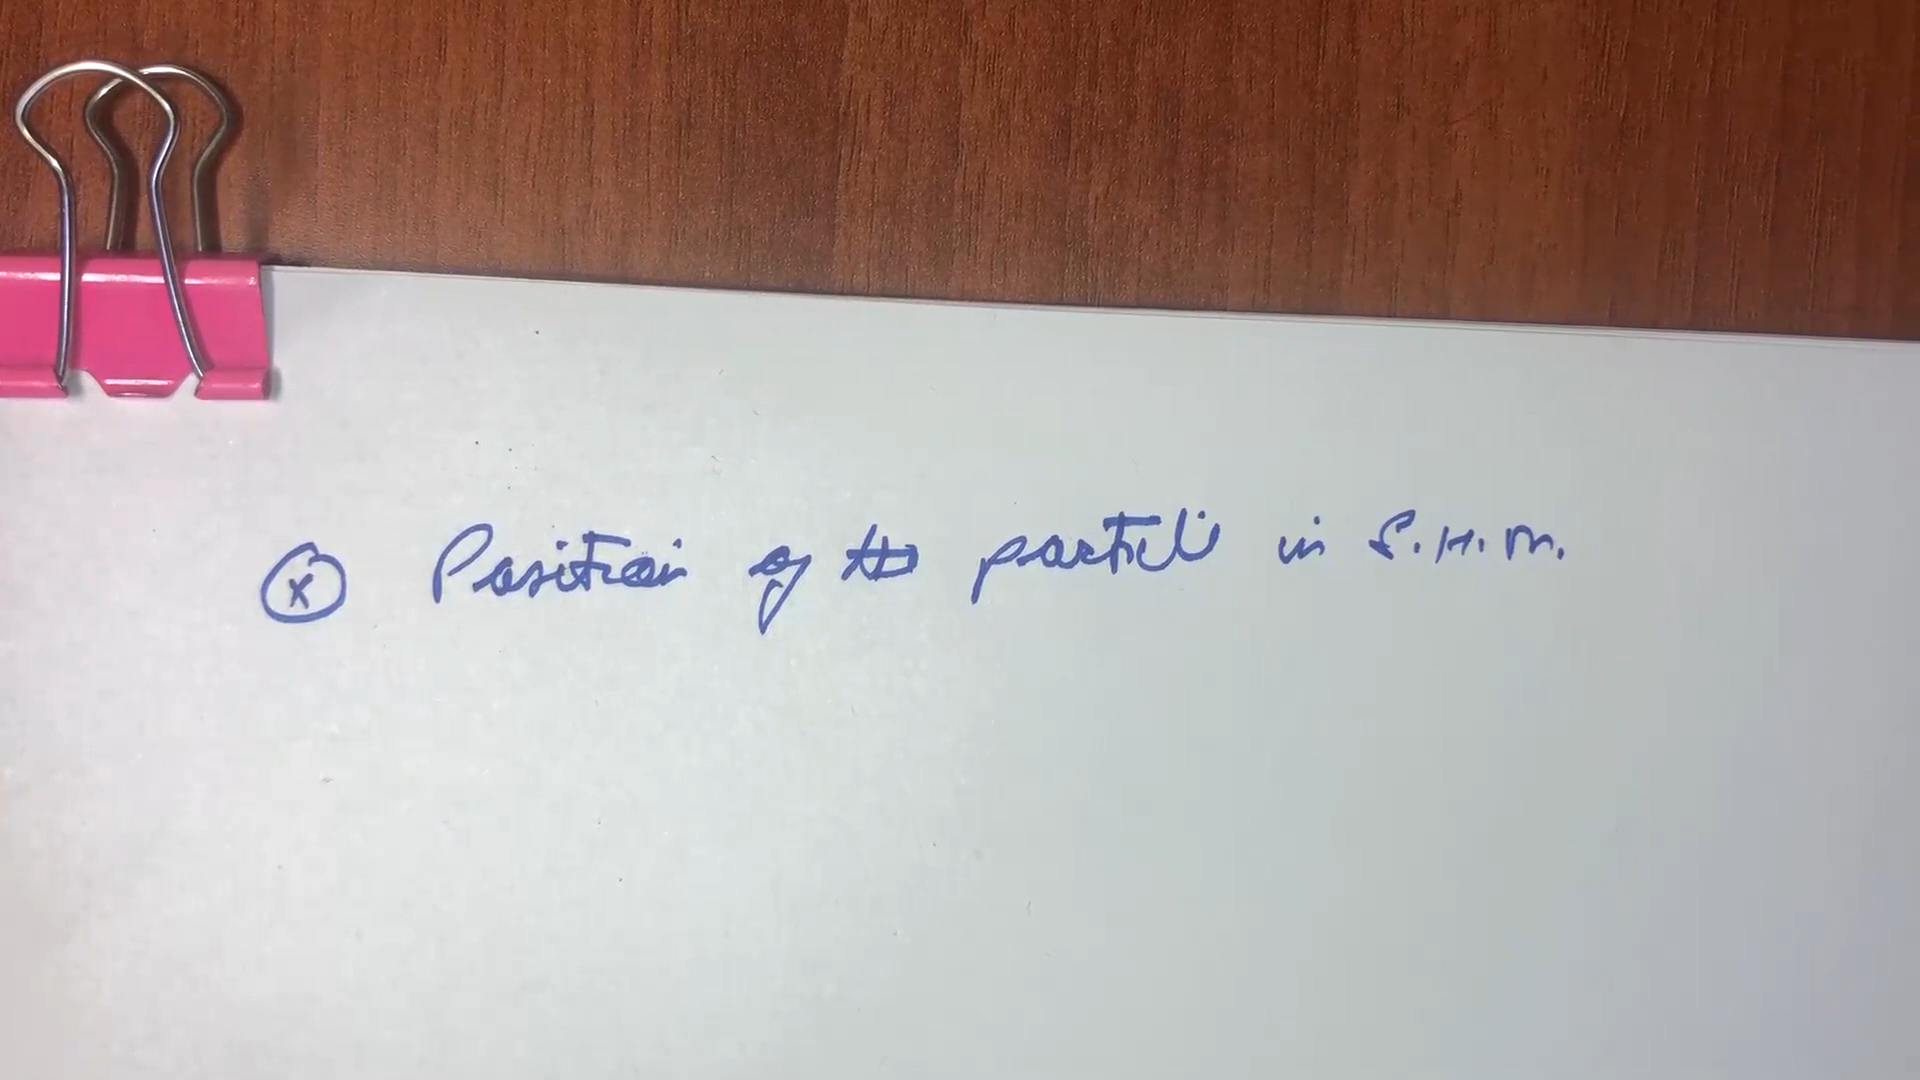 ⓧ Position of the particle in S.H.M.